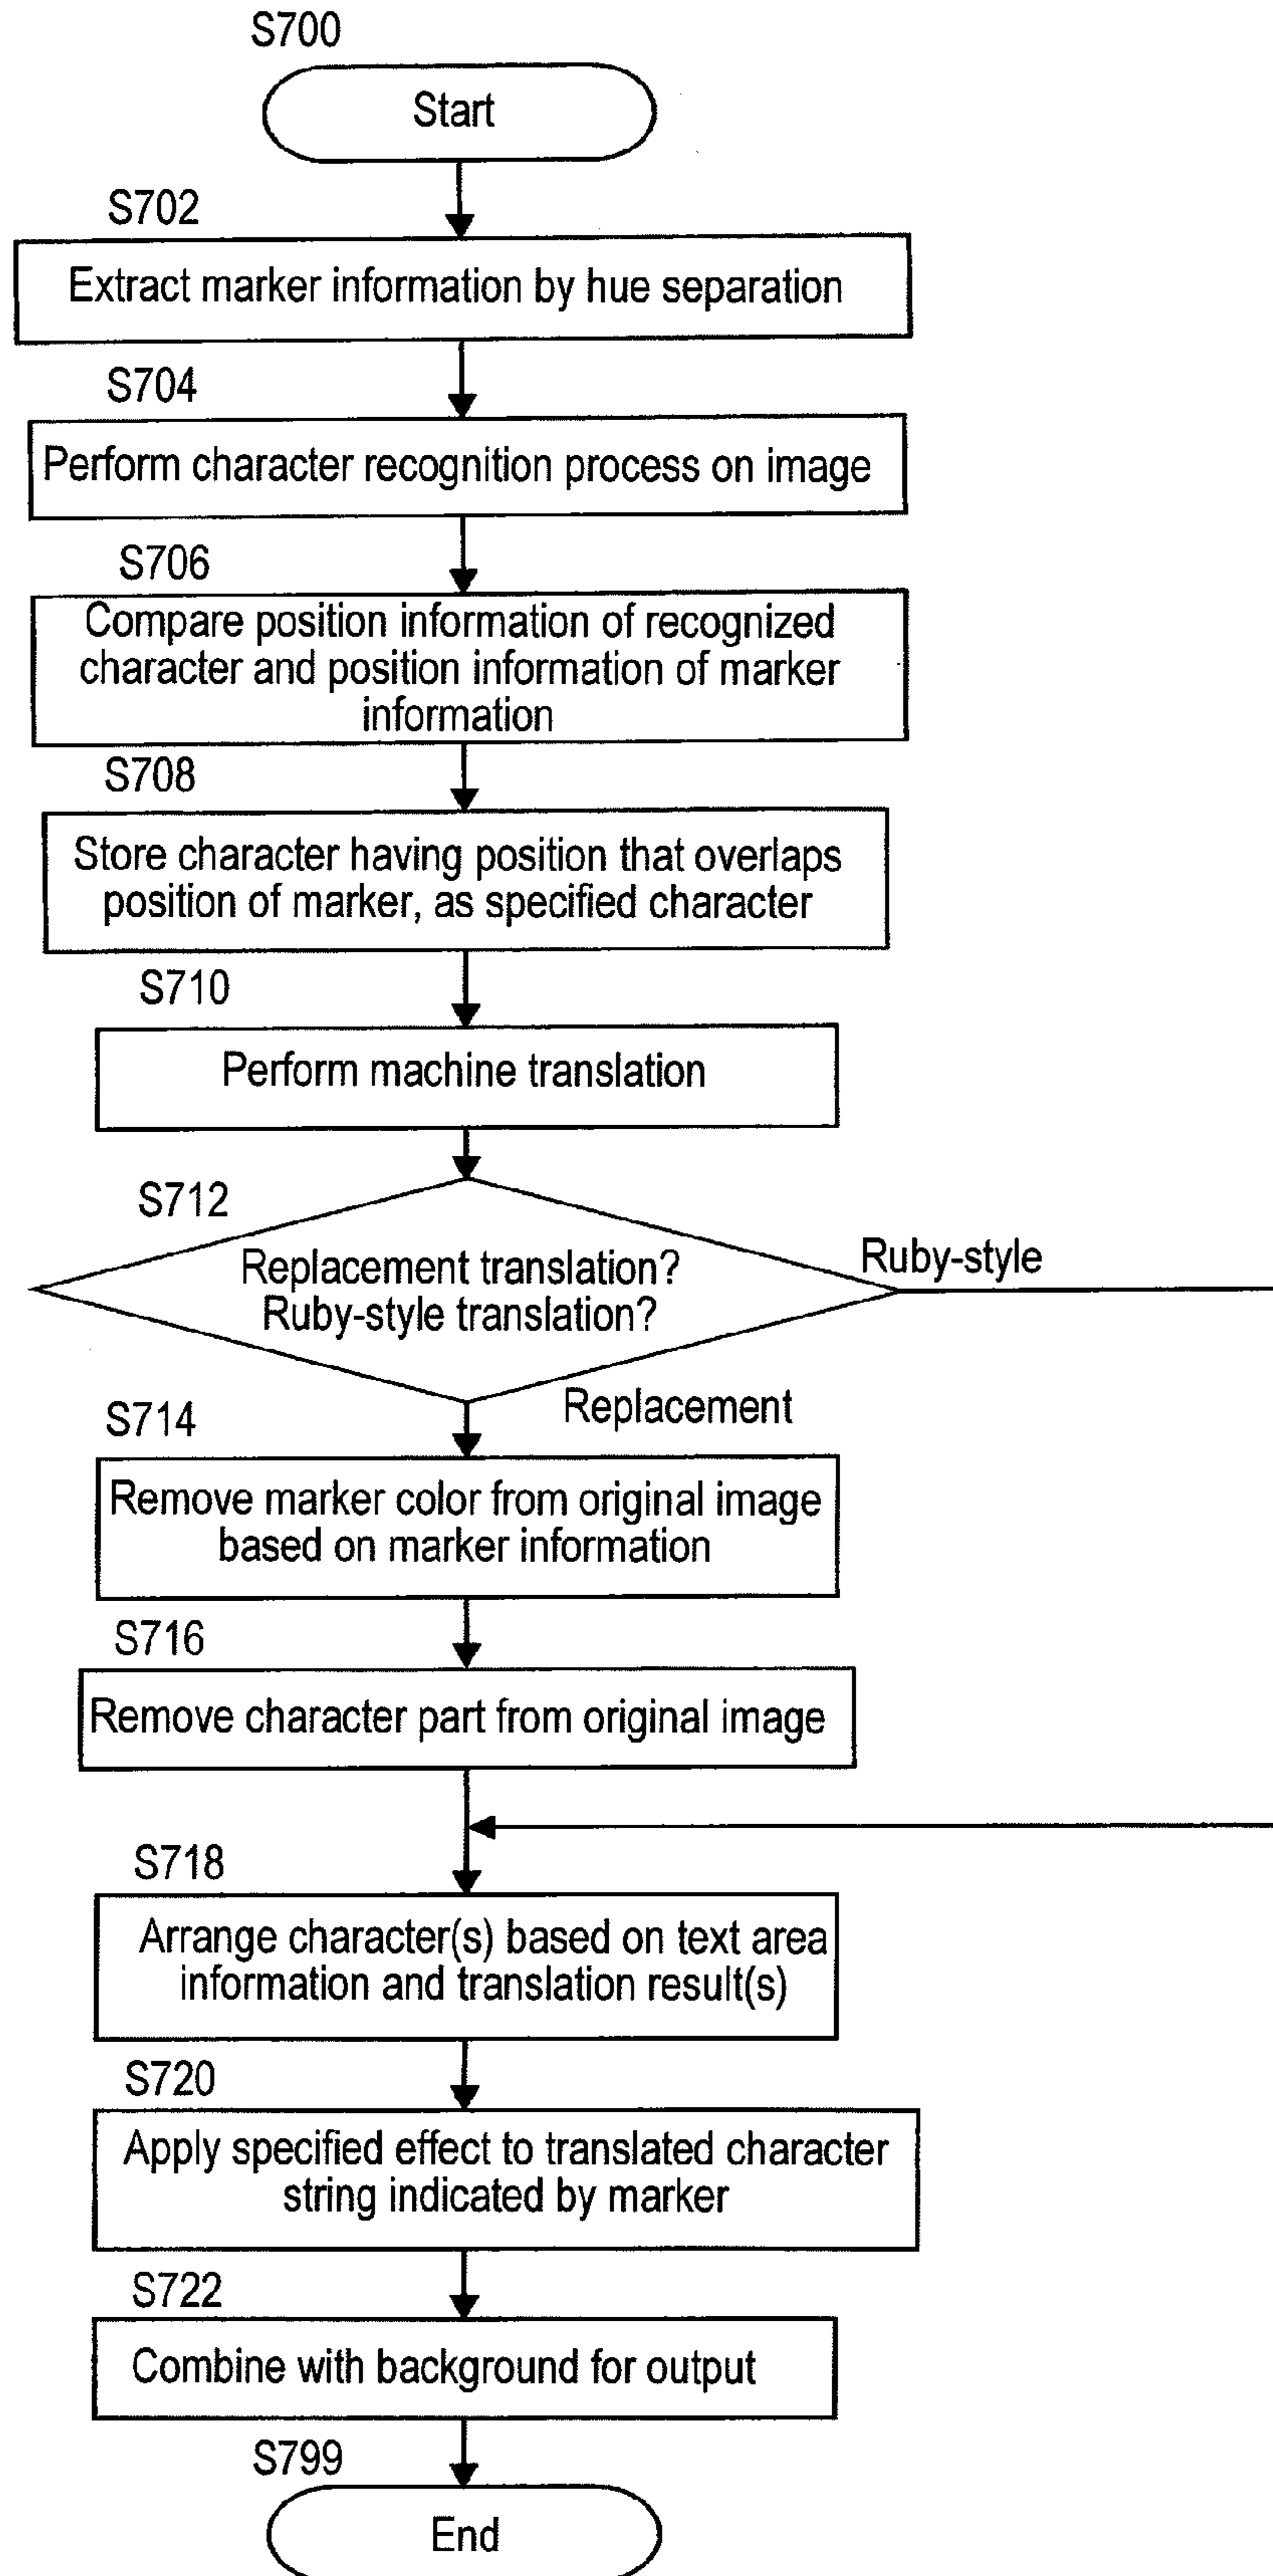 S700
Start
S702
Extract marker information by hue separation
S704
Perform character recognition process on image
S706
Compare position information of recognized
character and position information of marker
information
S708
Store character having position that overlaps
position of marker, as specified character
S710
Perform machine translation
S712
Replacement translation?
Ruby-style translation?
Ruby-style
Replacement
S714
Remove marker color from original image
based on marker information
S716
Remove character part from original image
S718
Arrange character(s) based on text area
information and translation result(s)
S720
Apply specified effect to translated character
string indicated by marker
S722
Combine with background for output
S799
End